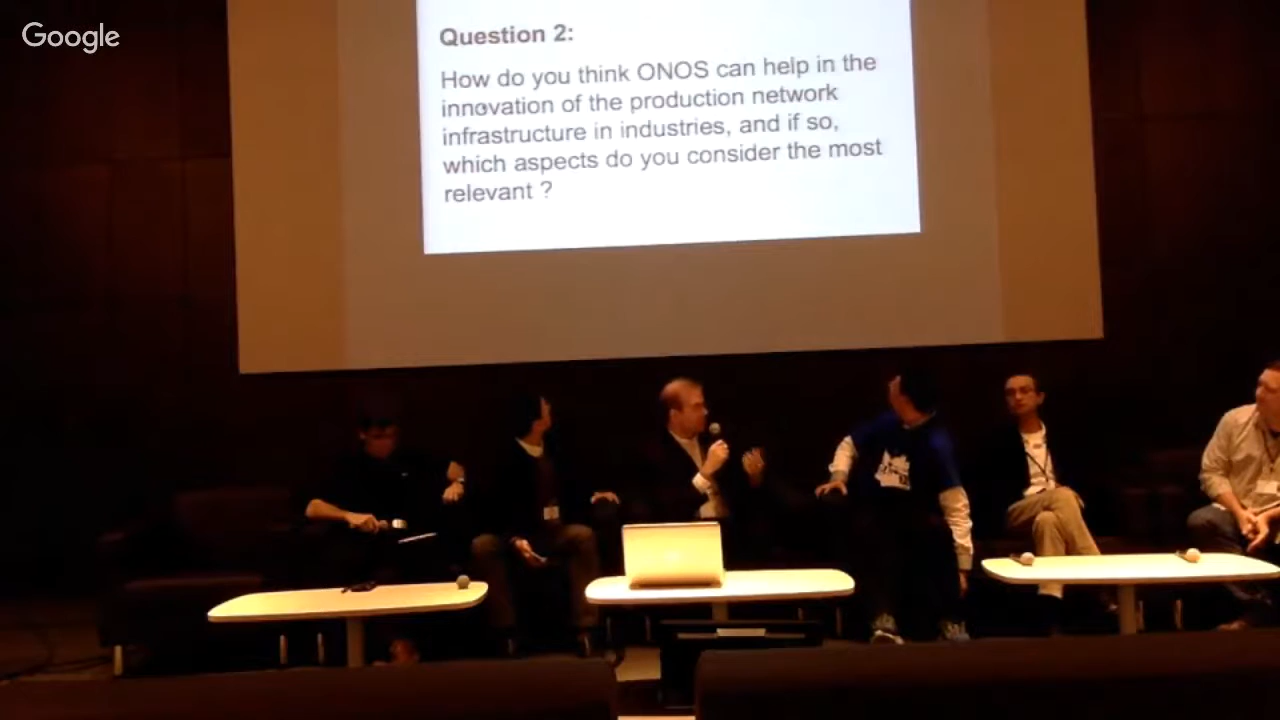 Google
Question 2:
How do you think ONOS can help in the
innovation of the production network
infrastructure in industries, and if so,
which aspects do you consider the most
relevant ?